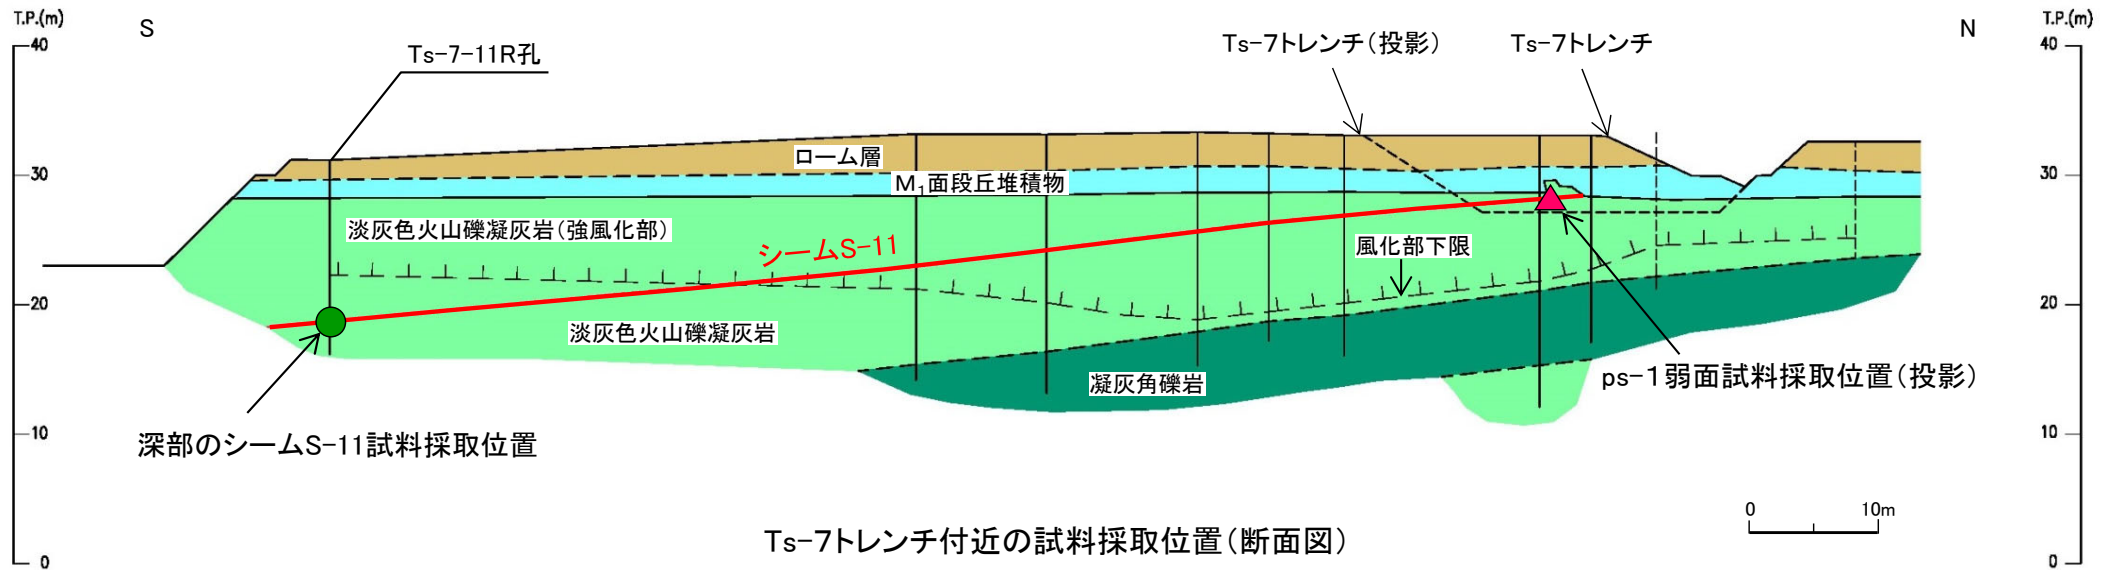 T.P.(m)
S
N
T.P.(m)
40
40
Ts-7-11R孔
Ts-7トレンチ(投影)
Ts-7トレンチ
30
30
ローム層
M₁面段丘堆積物
淡灰色火山礫凝灰岩(強風化部)
シームS-11
風化部下限
20
20
淡灰色火山礫凝灰岩
凝灰角礫岩
ps-1弱面試料採取位置(投影)
10
10
深部のシームS-11試料採取位置
0 10m
Ts-7トレンチ付近の試料採取位置(断面図)
0
0